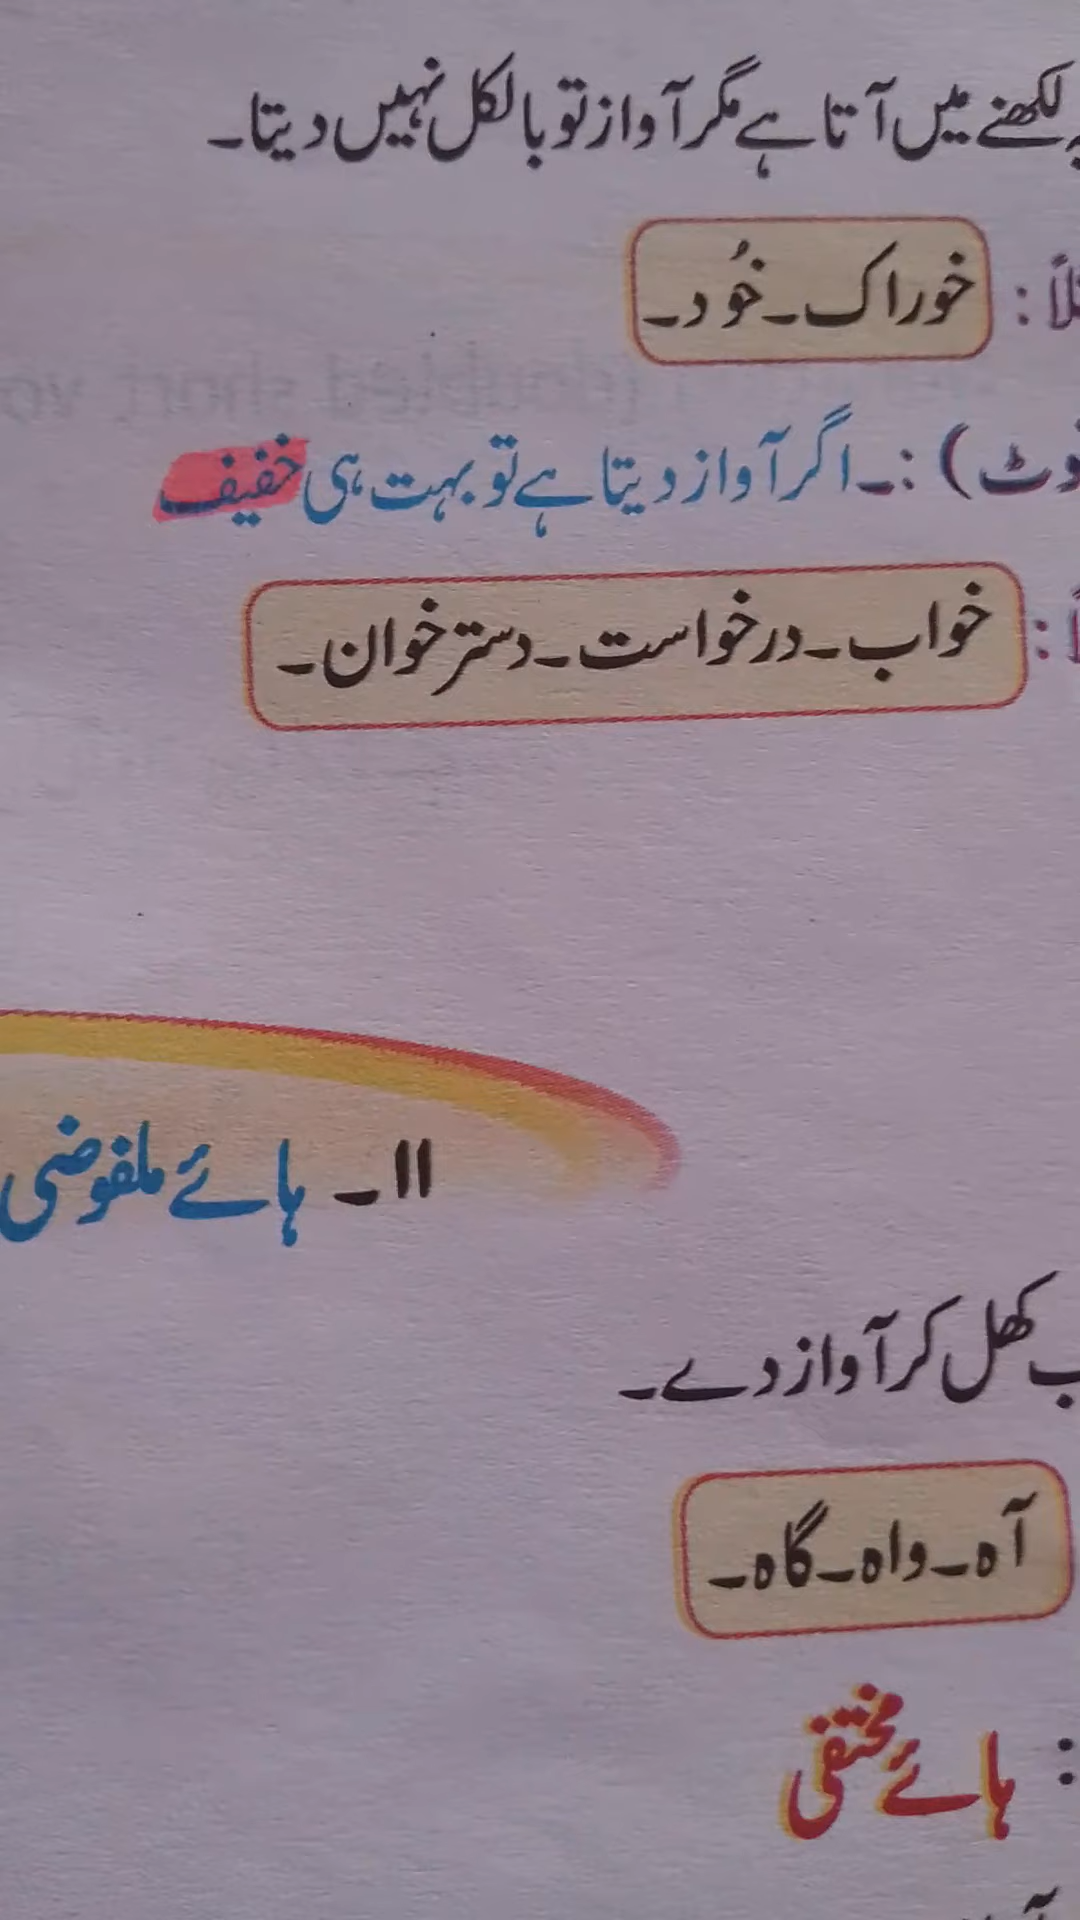 لکھنے میں آتا ہے مگر آواز تو بالکل نہیں دیتا۔
خوراک۔ خُود۔
اگر آواز دیتا ہے تو بہت ہی خفیف
خواب۔ درخواست۔ دسترخوان۔
۱۱۔ ہائے ملفوضی
کھل کر آواز دے۔
آہ۔ واہ۔ گاہ۔
ہائے مختفی :